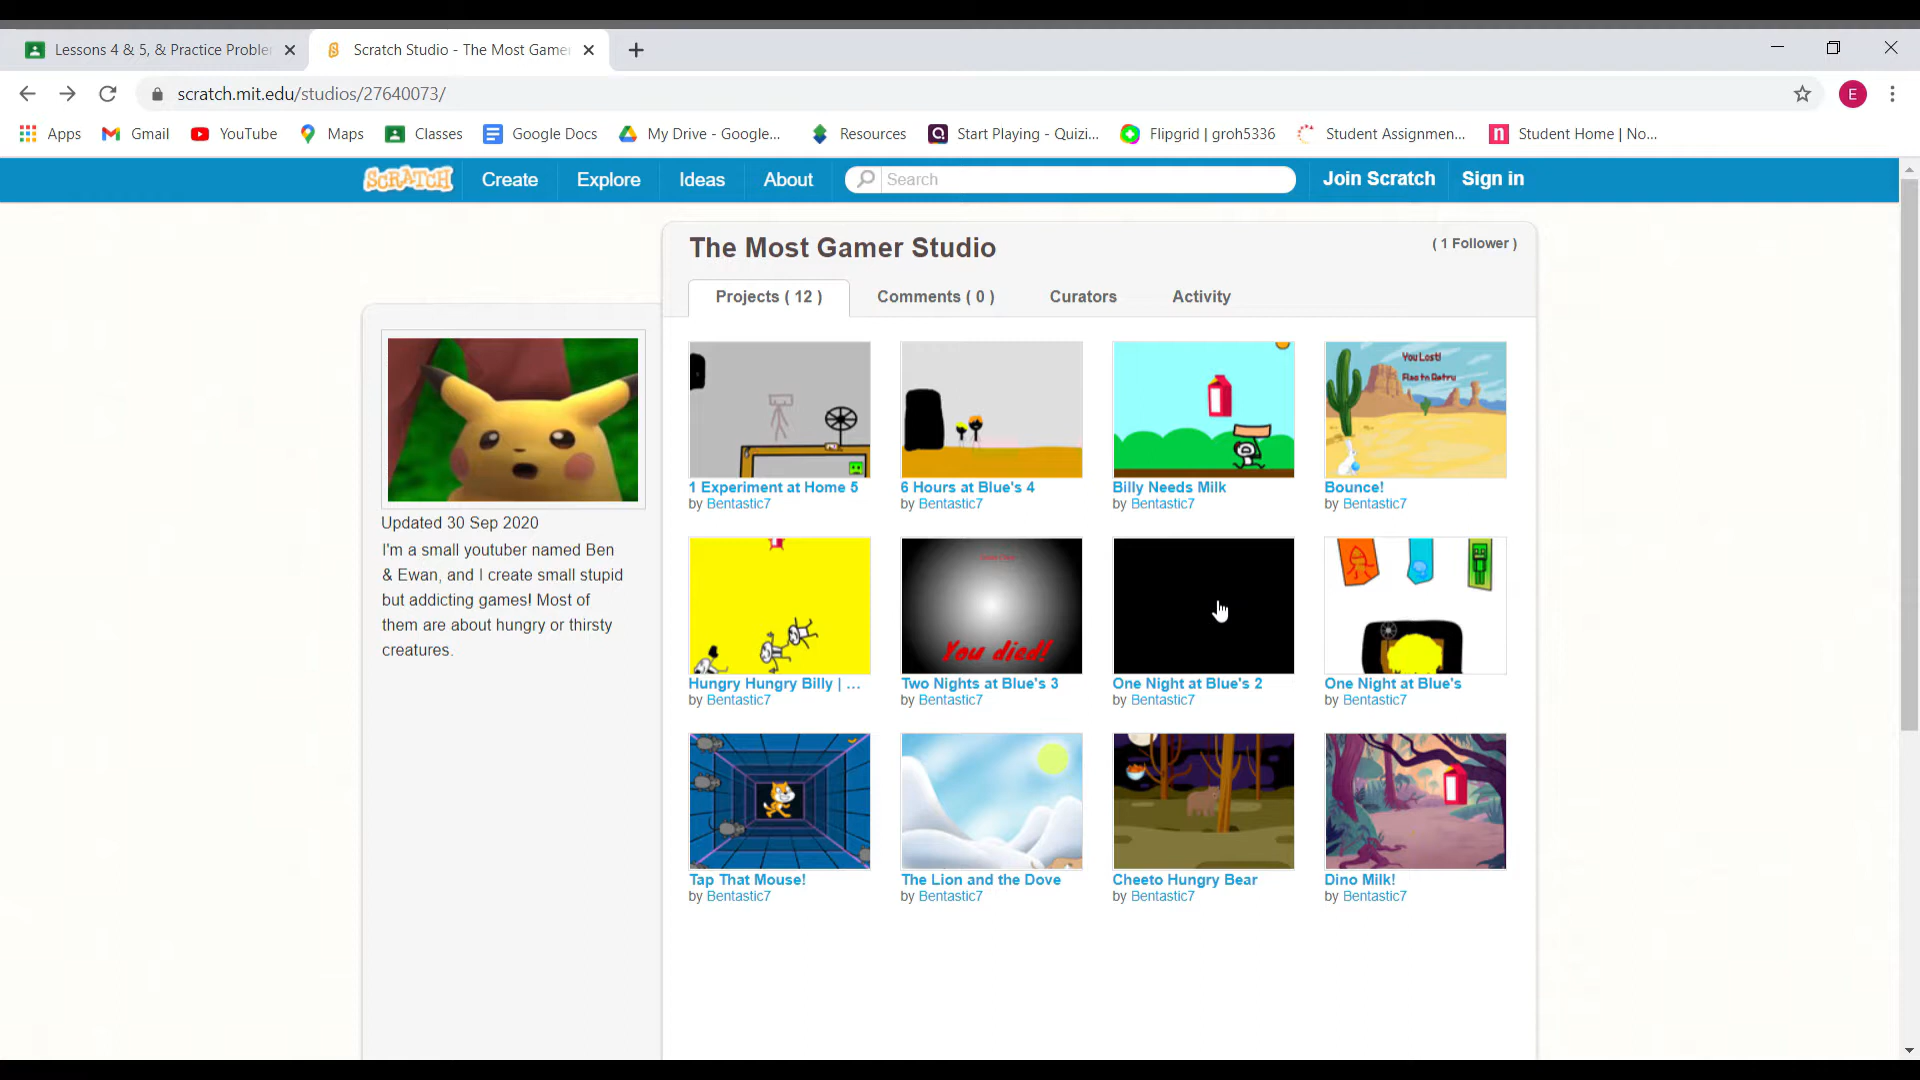 Lessons 4 & 5, & Practice Proble
Scratch Studio - The Most Game
scratch.mit.edu/studios/27640073/
E
Apps
Gmail
YouTube
Maps
Classes
Google Docs
My Drive - Google...
Resources
Start Playing - Quizi...
Flipgrid | groh5336
Student Assignmen...
n
Student Home | No...
SCRATCH
Create
Explore
Ideas
About
Search
Join Scratch
Sign in
The Most Gamer Studio
( 1 Follower )
Projects ( 12 )
Comments ( 0 )
Curators
Activity
Updated 30 Sep 2020
I'm a small youtuber named Ben
& Ewan, and I create small stupid
but addicting games! Most of
them are about hungry or thirsty
creatures.
You Lost!
Flag to Retry
1 Experiment at Home 5
by Bentastic7
6 Hours at Blue's 4
by Bentastic7
Billy Needs Milk
by Bentastic7
Bounce!
by Bentastic7
You died!
Hungry Hungry Billy | ...
by Bentastic7
Two Nights at Blue's 3
by Bentastic7
One Night at Blue's 2
by Bentastic7
One Night at Blue's
by Bentastic7
Tap That Mouse!
by Bentastic7
The Lion and the Dove
by Bentastic7
Cheeto Hungry Bear
by Bentastic7
Dino Milk!
by Bentastic7